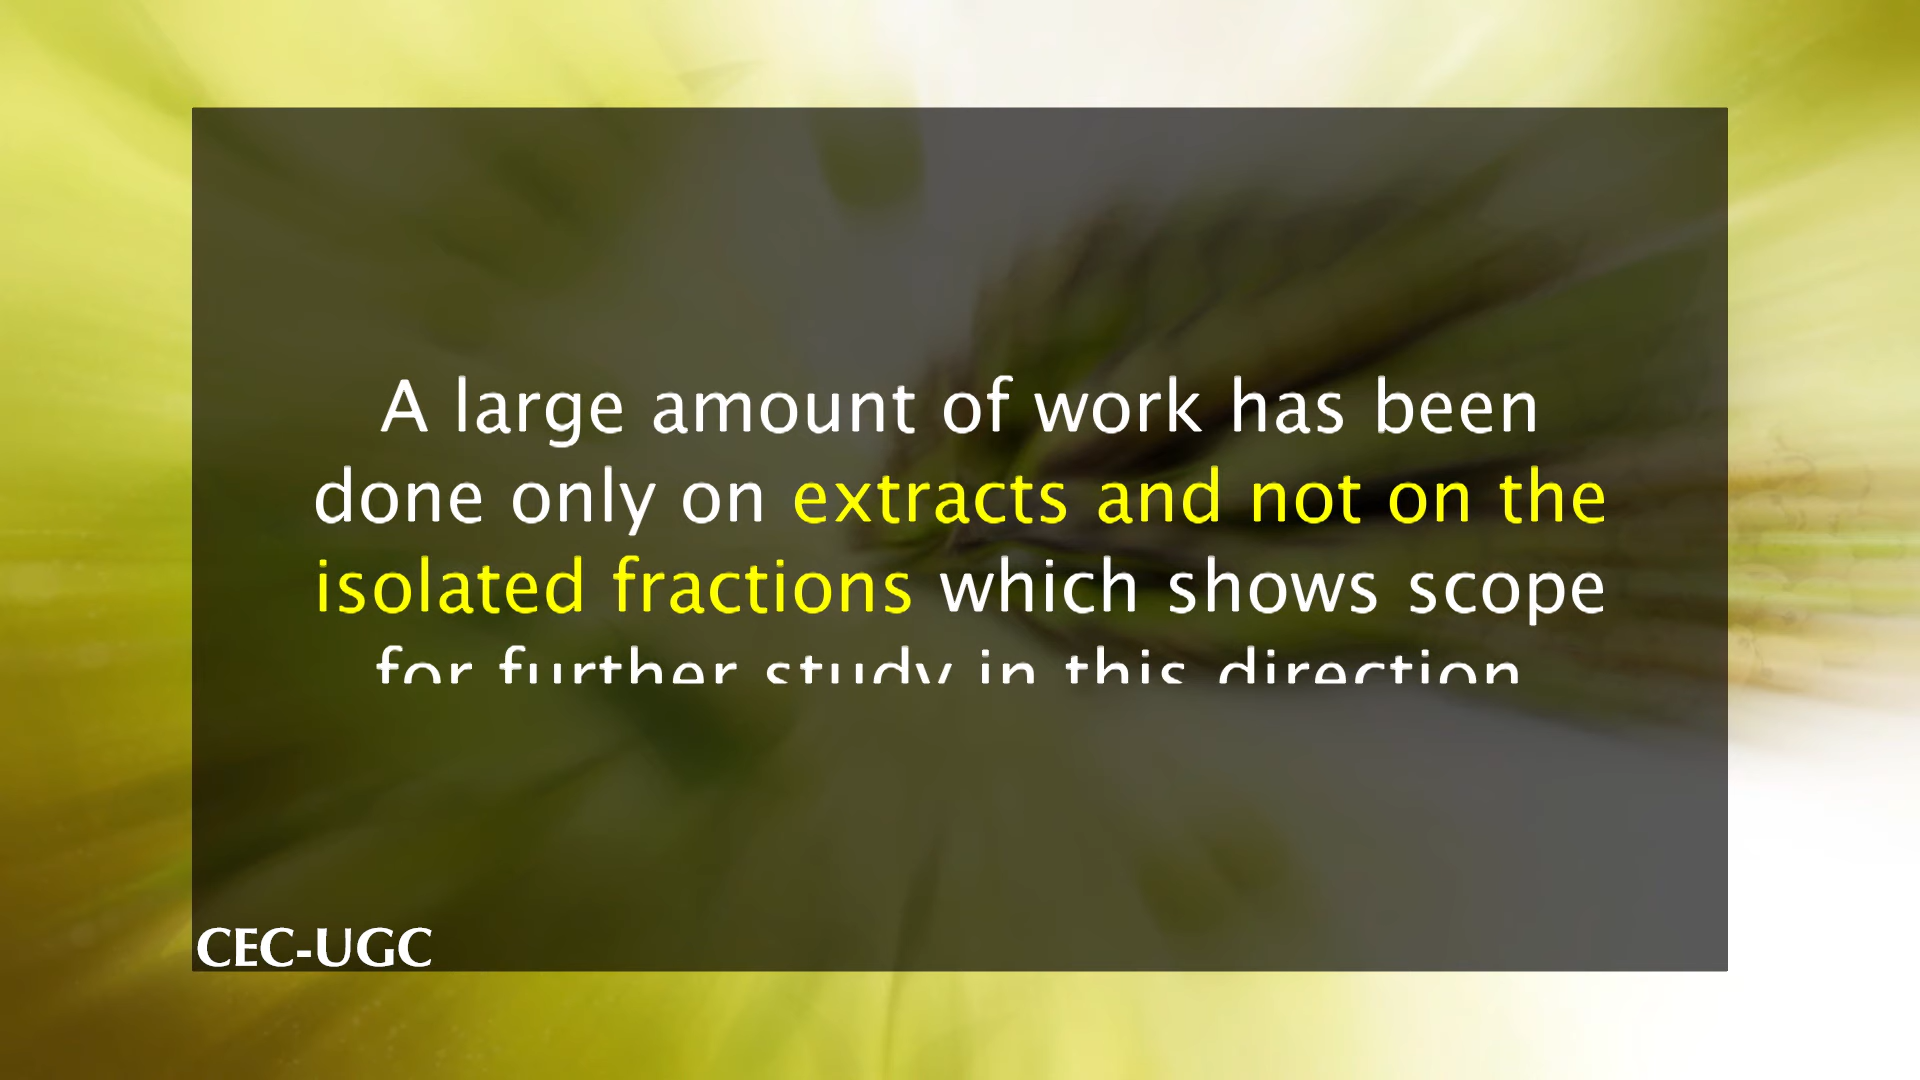 A large amount of work has been
done only on extracts and not on the
isolated fractions which shows scope
for further study in this direction
CEC-UGC